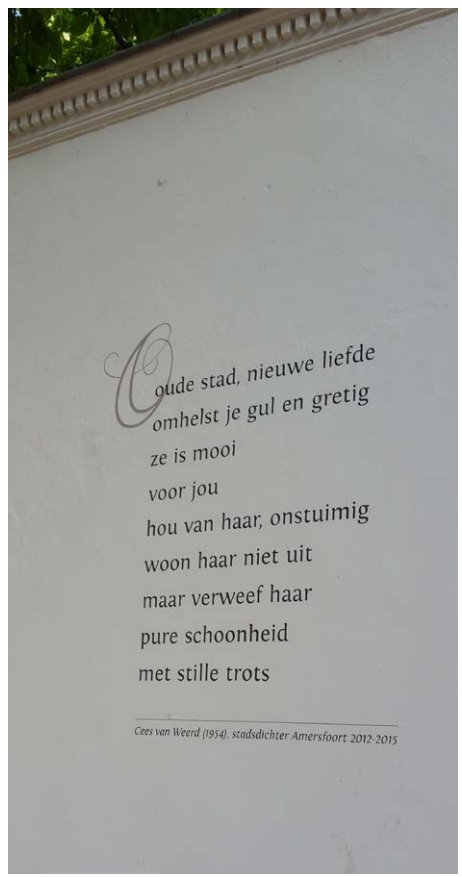 oude stad, nieuwe liefde
omhelst je gul en gretig
ze is mooi
voor jou
hou van haar, onstuimig
woon haar niet uit
maar verweef haar
pure schoonheid
met stille trots
Cees van Weerd (1954), stadsdichter Amersfoort 2012-2015